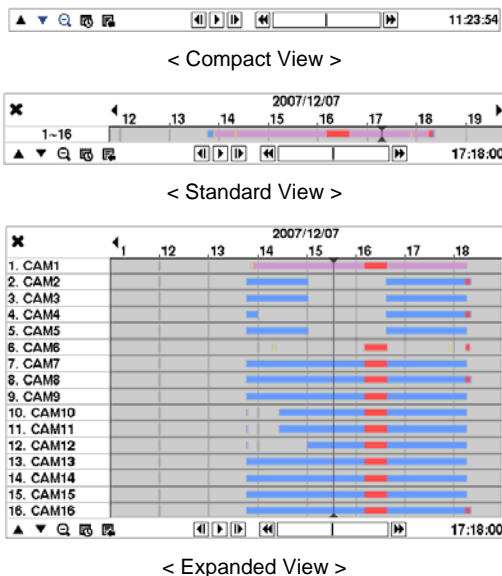 11:23:54
< Compact View >
2007/12/07
12 13 14 15 16 17 18 19
1~16
17:18:00
< Standard View >
2007/12/07
1 12 13 14 15 16 17 18
1. CAM1
2. CAM2
3. CAM3
4. CAM4
5. CAM5
6. CAM6
7. CAM7
8. CAM8
9. CAM9
10. CAM10
11. CAM11
12. CAM12
13. CAM13
14. CAM14
15. CAM15
16. CAM16
17:18:00
< Expanded View >